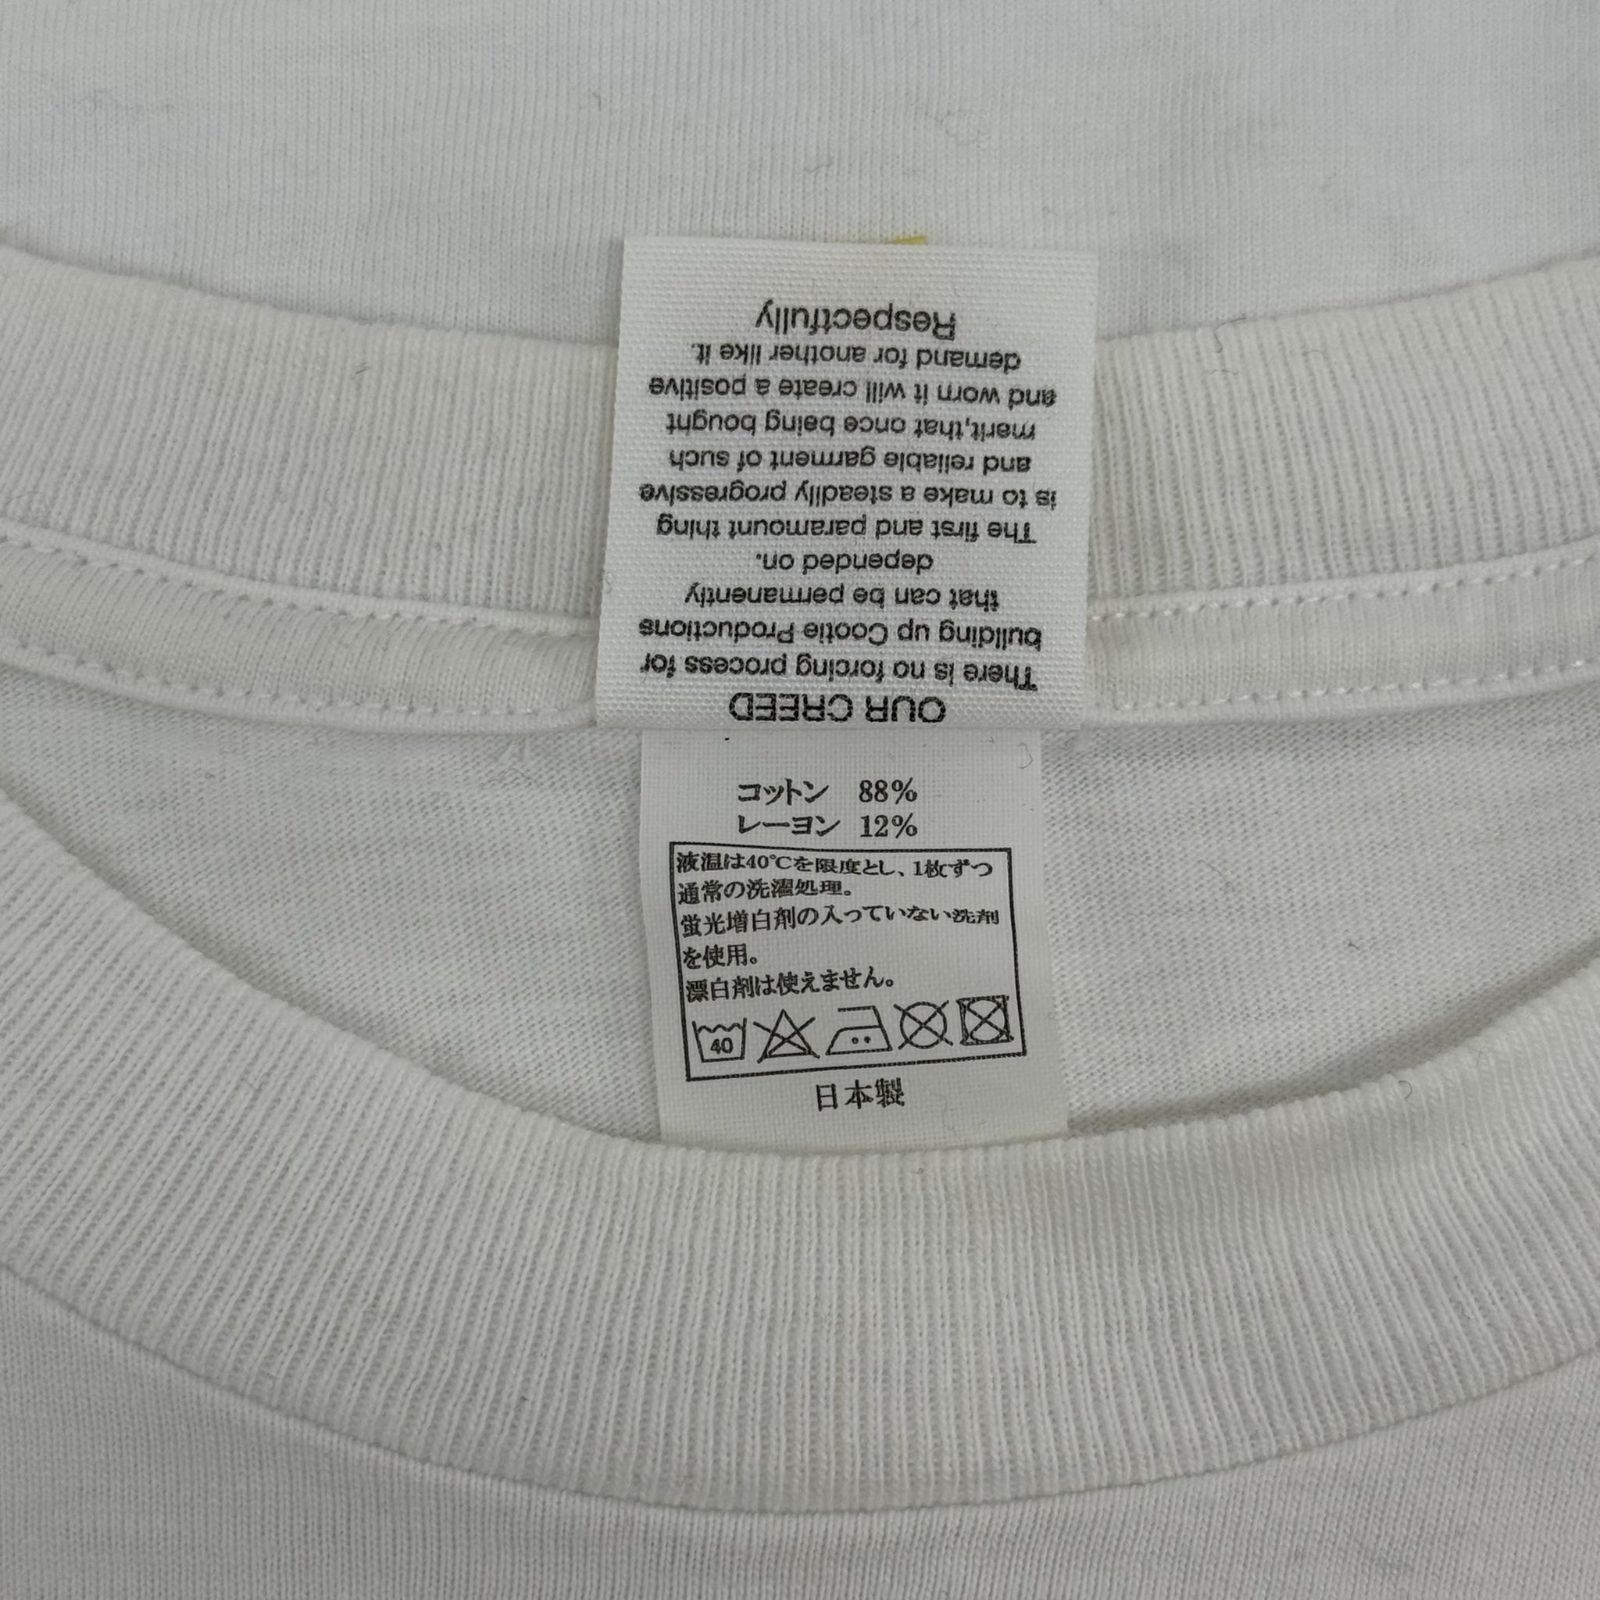 OUR CREED
There is no forcing process for
building up Cootie Productions
that can be permanently
depended on.
The first and paramount thing
is to make a steadily progressive
and reliable garment of such
merit,that once being bought
and worn it will create a positive
demand for another like it.
Respectfully
コットン 88%
レーヨン 12%
液温は40℃を限度とし、1枚ずつ
通常の洗濯処理。
蛍光増白剤の入っていない洗剤
を使用。
漂白剤は使えません。
40
日本製